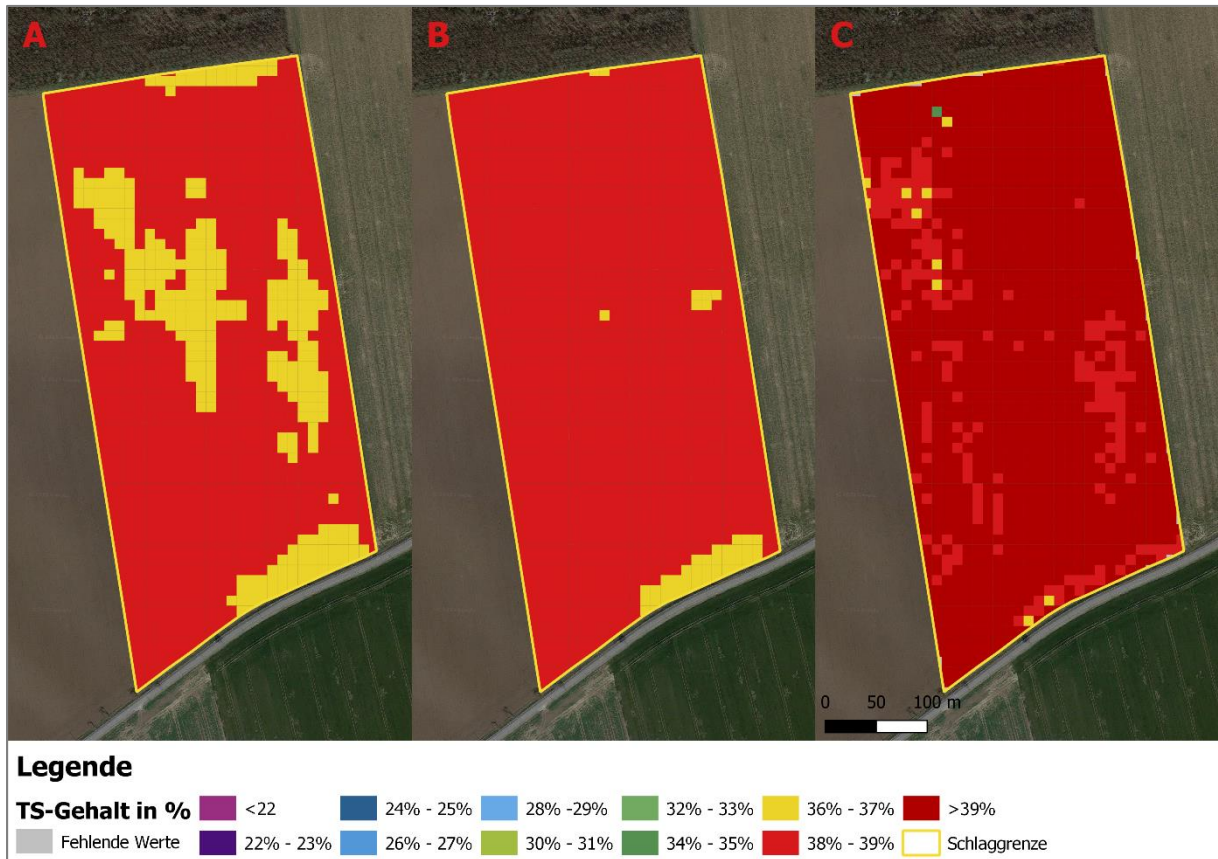 A
B
C
0 50 100 m
Legende
TS-Gehalt in % <22 24% - 25% 28% -29% 32% - 33% 36% - 37% >39%
Fehlende Werte 22% - 23% 26% - 27% 30% - 31% 34% - 35% 38% - 39% Schlaggrenze